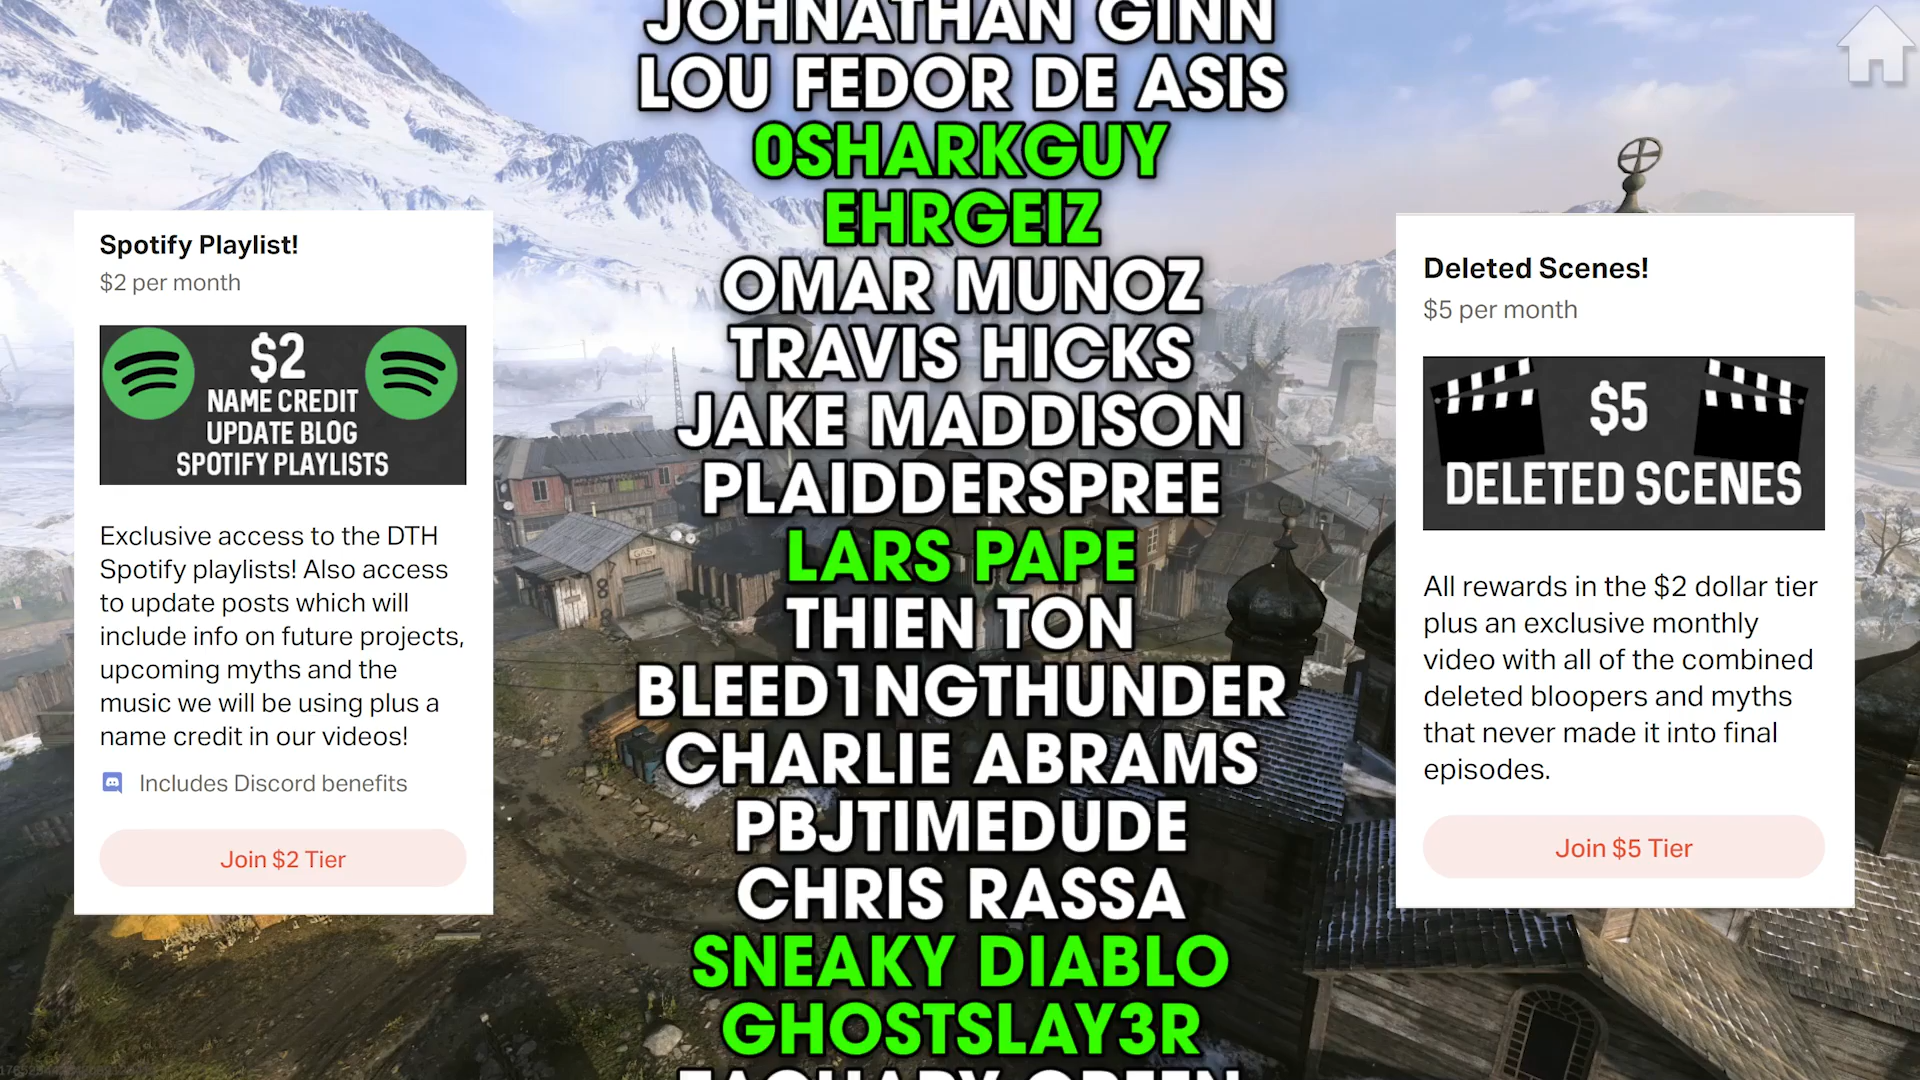 JOHNATHAN GINN
LOU FEDOR DE ASIS
0SHARKGUY
EHRGEIZ
OMAR MUNOZ
TRAVIS HICKS
JAKE MADDISON
PLAIDDERSPREE
LARS PAPE
THIEN TON
BLEED1NGTHUNDER
CHARLIE ABRAMS
PBJTIMEDUDE
CHRIS RASSA
SNEAKY DIABLO
GHOSTSLAY3R
ZACHARY GREEN
Spotify Playlist!
$2 per month
$2
NAME CREDIT
UPDATE BLOG
SPOTIFY PLAYLISTS
Exclusive access to the DTH
Spotify playlists! Also access
to update posts which will
include info on future projects,
upcoming myths and the
music we will be using plus a
name credit in our videos!
Includes Discord benefits
Join $2 Tier
Deleted Scenes!
$5 per month
$5
DELETED SCENES
All rewards in the $2 dollar tier
plus an exclusive monthly
video with all of the combined
deleted bloopers and myths
that never made it into final
episodes.
Join $5 Tier
GAS